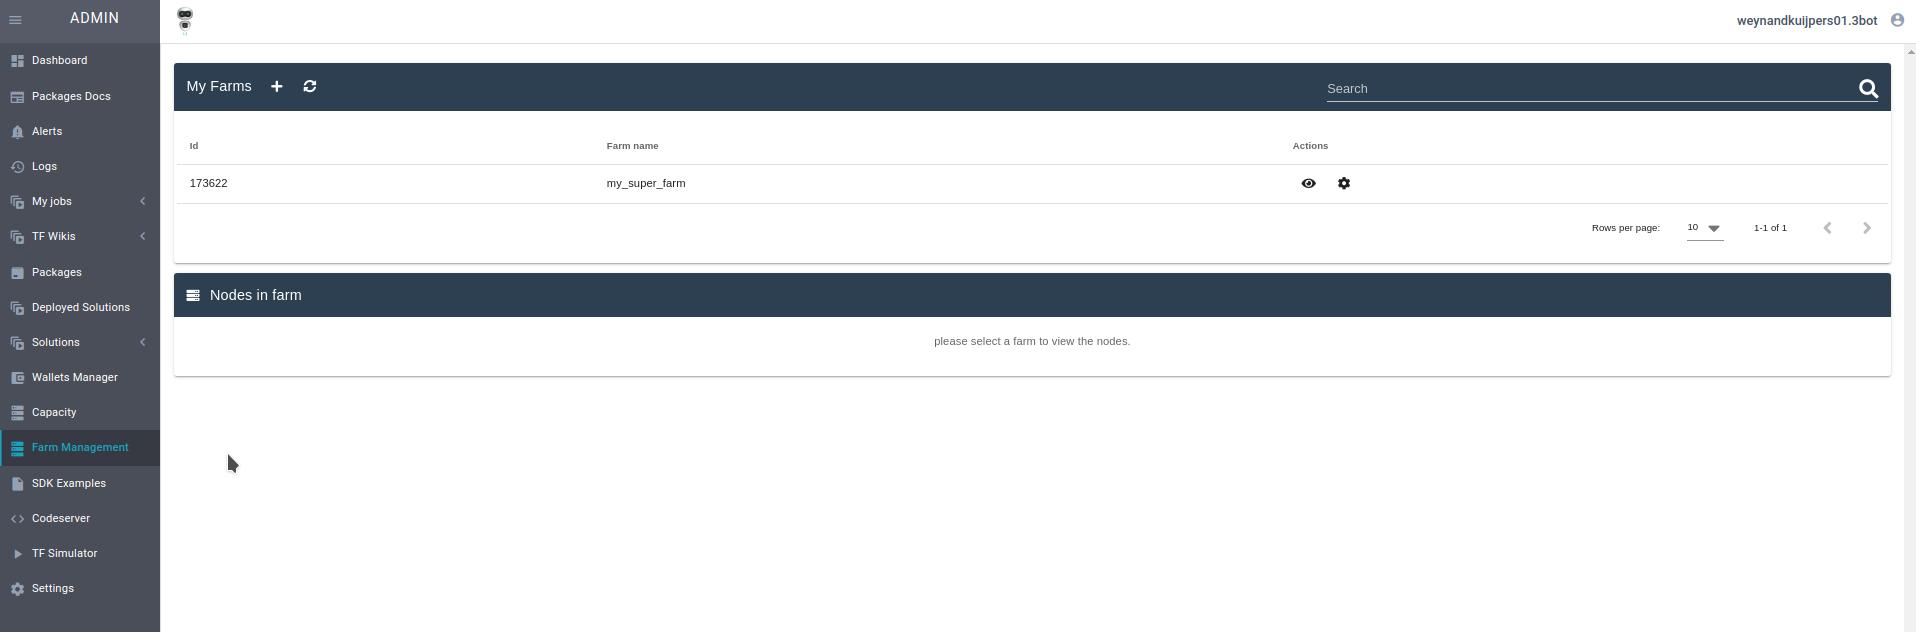 ADMIN
weynandkuijpers01.3bot
Dashboard
Packages Docs
Alerts
Logs
My jobs
TF Wikis
Packages
Deployed Solutions
Solutions
Wallets Manager
Capacity
Farm Management
SDK Examples
Codeserver
TF Simulator
Settings
My Farms
Search
Id Farm name Actions
173622 my_super_farm
Rows per page: 10 1-1 of 1
Nodes in farm
please select a farm to view the nodes.